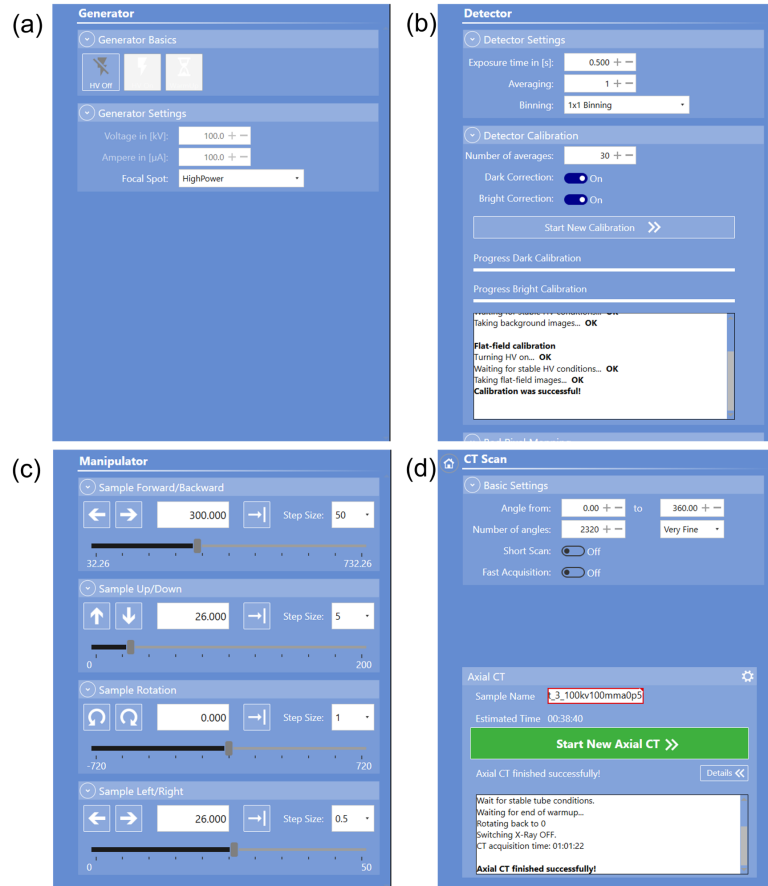 (a)
Generator
Generator Basics
HV Off
Generator Settings
Voltage in [kV]: 100.0 + −
Ampere in [µA]: 100.0 + −
Focal Spot: HighPower
(b)
Detector
Detector Settings
Exposure time in [s]: 0.500 + −
Averaging: 1 + −
Binning: 1x1 Binning
Detector Calibration
Number of averages: 30 + −
Dark Correction: On
Bright Correction: On
Start New Calibration
Progress Dark Calibration
Progress Bright Calibration
Waiting for stable HV conditions... OK
Taking background images... OK
Flat-field calibration
Turning HV on... OK
Waiting for stable HV conditions... OK
Taking flat-field images... OK
Calibration was successful!
Bad Pixel Mapping
(c)
Manipulator
Sample Forward/Backward
300.000 Step Size: 50
32.26 732.26
Sample Up/Down
26.000 Step Size: 5
0 200
Sample Rotation
0.000 Step Size: 1
-720 720
Sample Left/Right
26.000 Step Size: 0.5
0 50
(d)
CT Scan
Basic Settings
Angle from: 0.00 + − to 360.00 + −
Number of angles: 2320 + − Very Fine
Short Scan: Off
Fast Acquisition: Off
Axial CT
Sample Name t_3_100kv100mma0p5
Estimated Time 00:38:40
Start New Axial CT
Axial CT finished successfully! Details
Wait for stable tube conditions.
Waiting for end of warmup...
Rotating back to 0
Switching X-Ray OFF.
CT acquisition time: 01:01:22
Axial CT finished successfully!